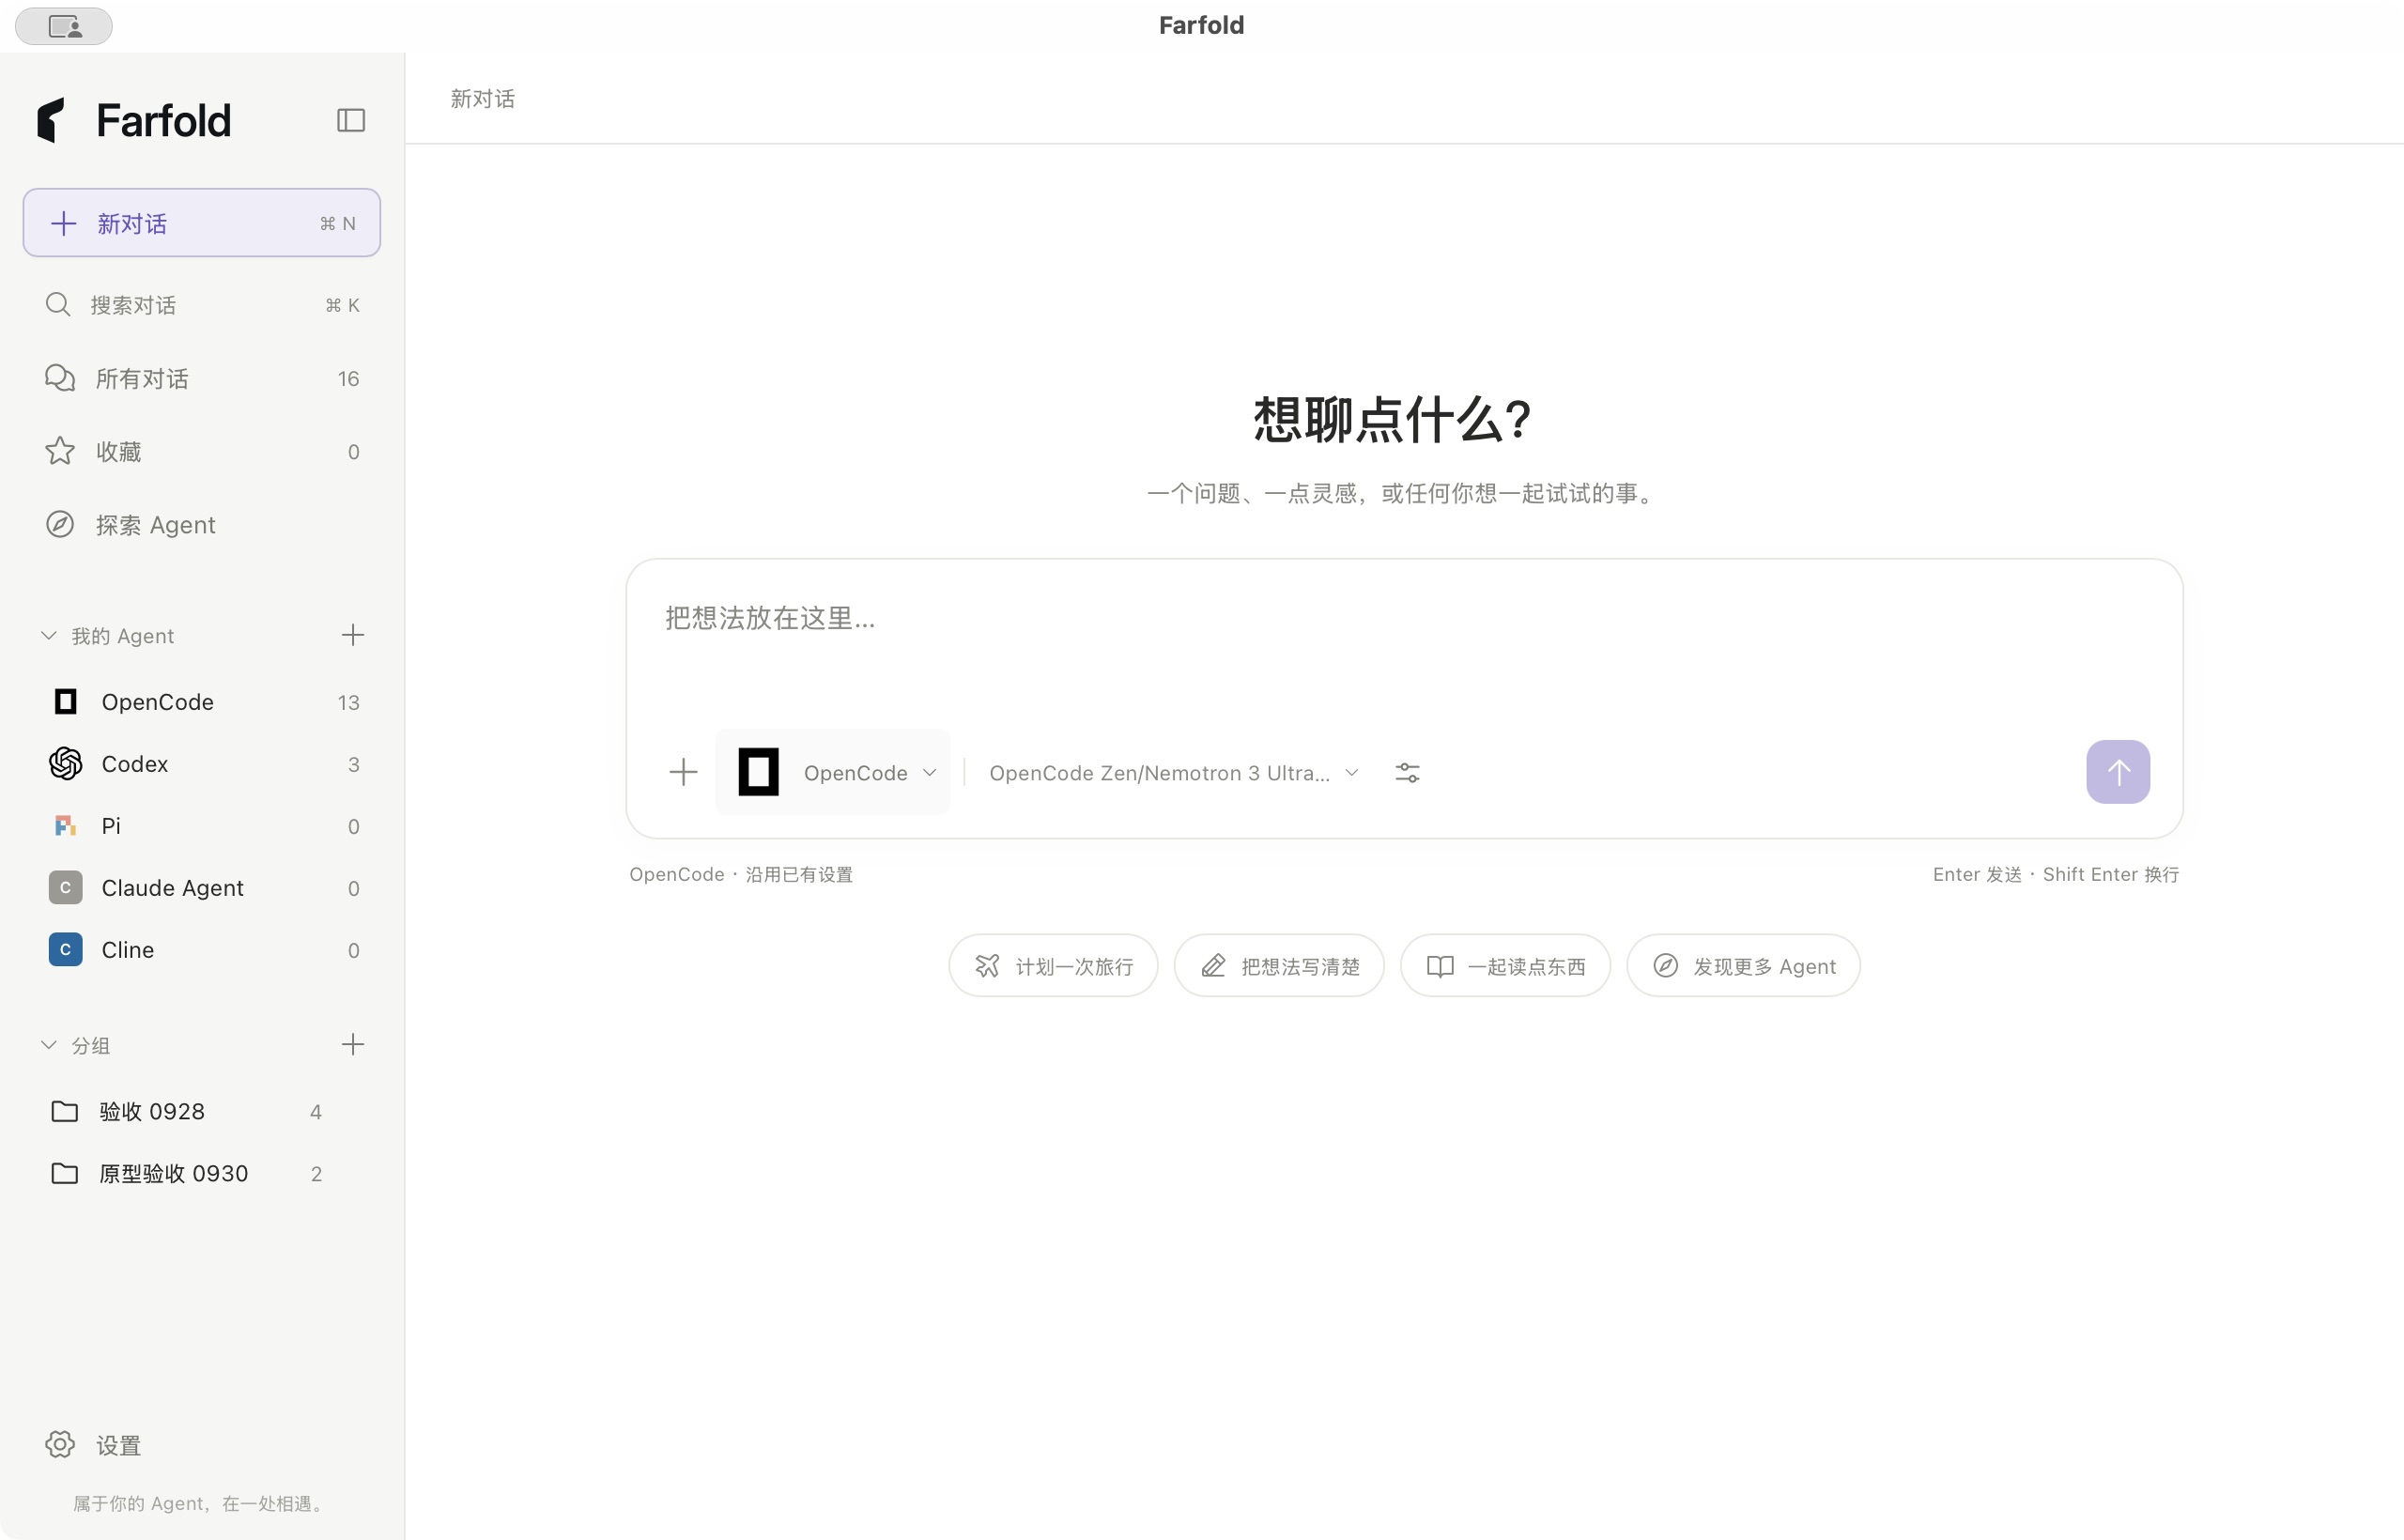 Farfold
Farfold
新对话 ⌘ N
搜索对话 ⌘ K
所有对话 16
收藏 0
探索 Agent
我的 Agent
OpenCode 13
Codex 3
Pi 0
C Claude Agent 0
C Cline 0
分组
验收 0928 4
原型验收 0930 2
设置
属于你的 Agent，在一处相遇。
新对话
想聊点什么？
一个问题、一点灵感，或任何你想一起试试的事。
把想法放在这里...
OpenCode OpenCode Zen/Nemotron 3 Ultra...
OpenCode · 沿用已有设置 Enter 发送 · Shift Enter 换行
计划一次旅行 把想法写清楚 一起读点东西 发现更多 Agent